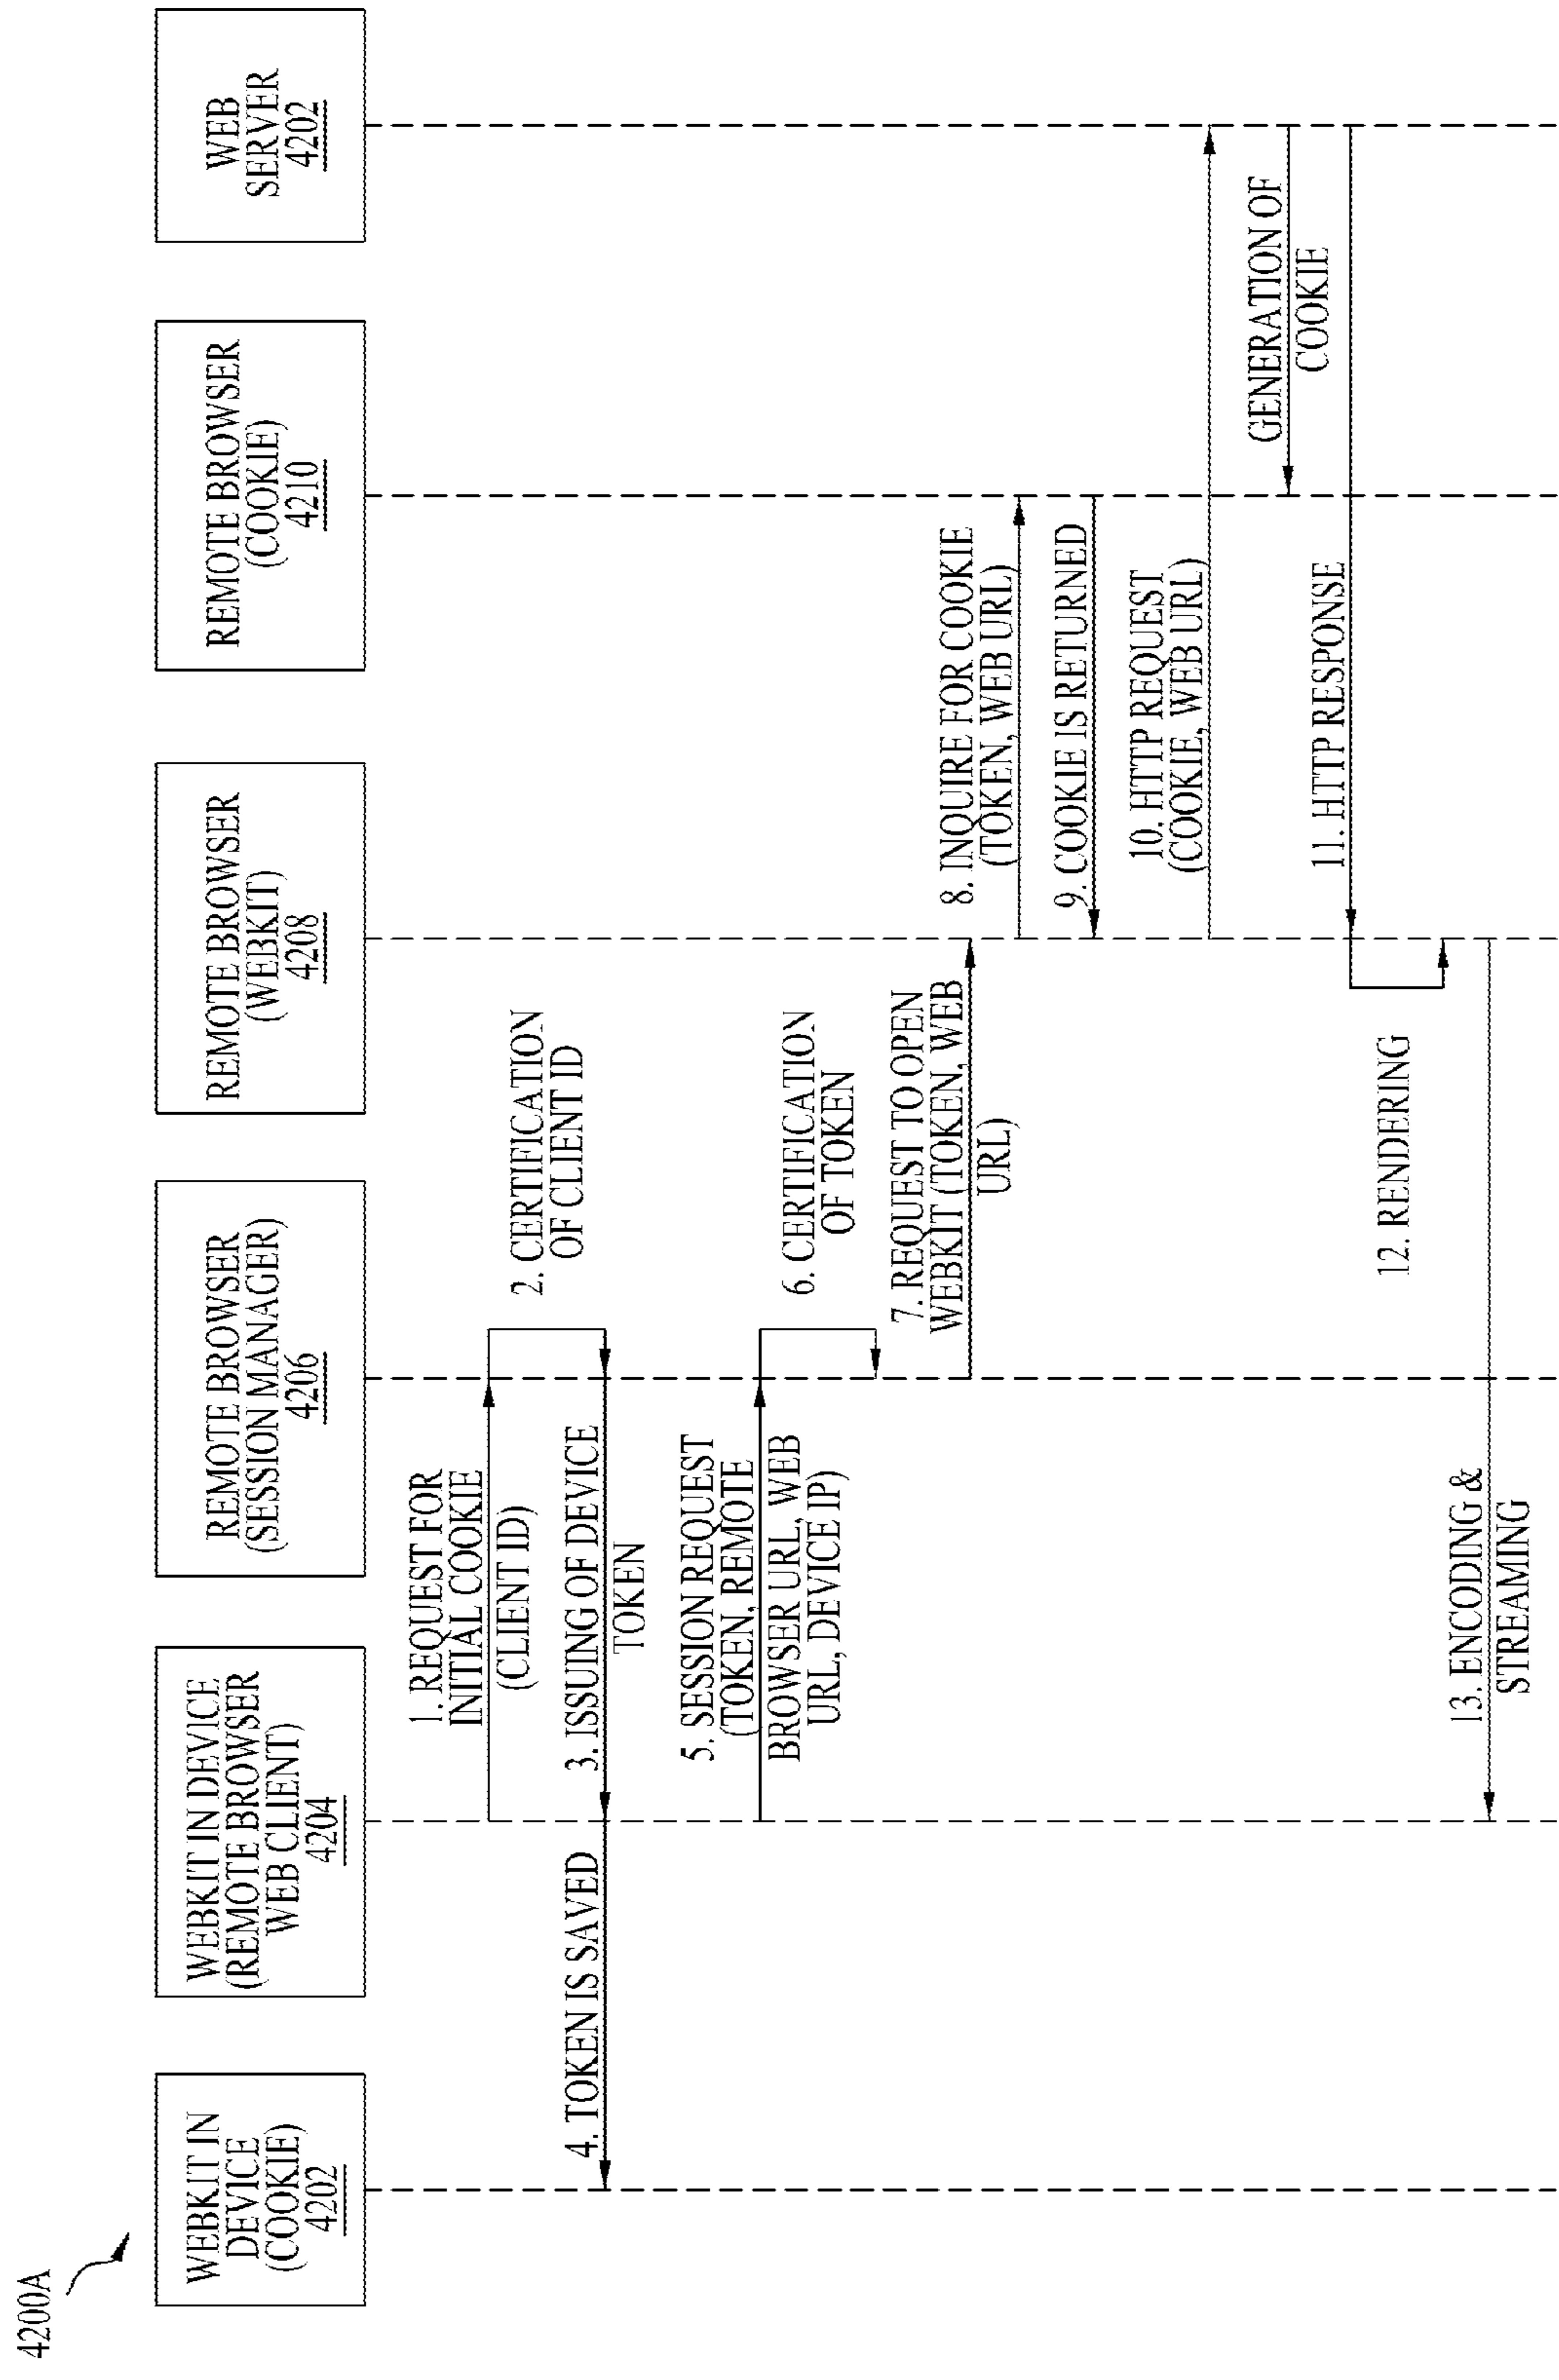 4200A
WEBKIT IN
DEVICE
(COOKIE)
4202
WEBKIT IN DEVICE
(REMOTE BROWSER
WEB CLIENT)
4204
REMOTE BROWSER
(SESSION MANAGER)
4206
REMOTE BROWSER
(WEBKIT)
4208
REMOTE BROWSER
(COOKIE)
4210
WEB
SERVER
4202
1. REQUEST FOR
INITIAL COOKIE
(CLIENT ID)
2. CERTIFICATION
OF CLIENT ID
3. ISSUING OF DEVICE
TOKEN
4. TOKEN IS SAVED
5. SESSION REQUEST
(TOKEN, REMOTE
BROWSER URL, WEB
URL, DEVICE IP)
6. CERTIFICATION
OF TOKEN
7. REQUEST TO OPEN
WEBKIT (TOKEN, WEB
URL)
8. INQUIRE FOR COOKIE
(TOKEN, WEB URL)
9. COOKIE IS RETURNED
10. HTTP REQUEST
(COOKIE, WEB URL)
GENERATION OF
COOKIE
11. HTTP RESPONSE
12. RENDERING
13. ENCODING &
STREAMING